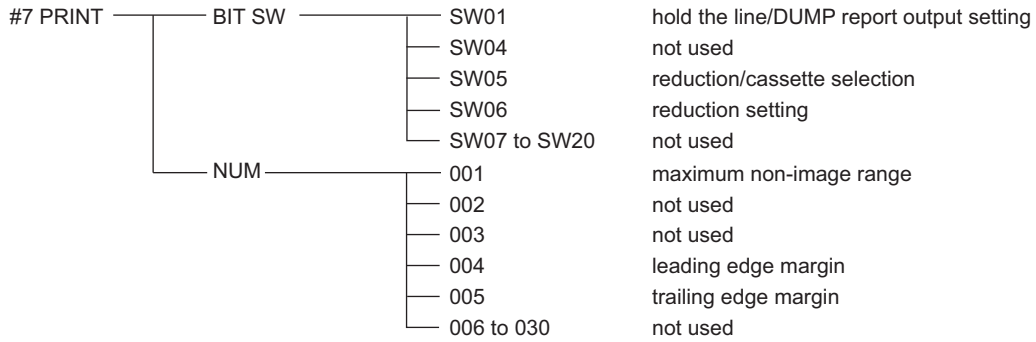 #7 PRINT BIT SW SW01 hold the line/DUMP report output setting
SW04 not used
SW05 reduction/cassette selection
SW06 reduction setting
SW07 to SW20 not used
NUM 001 maximum non-image range
002 not used
003 not used
004 leading edge margin
005 trailing edge margin
006 to 030 not used